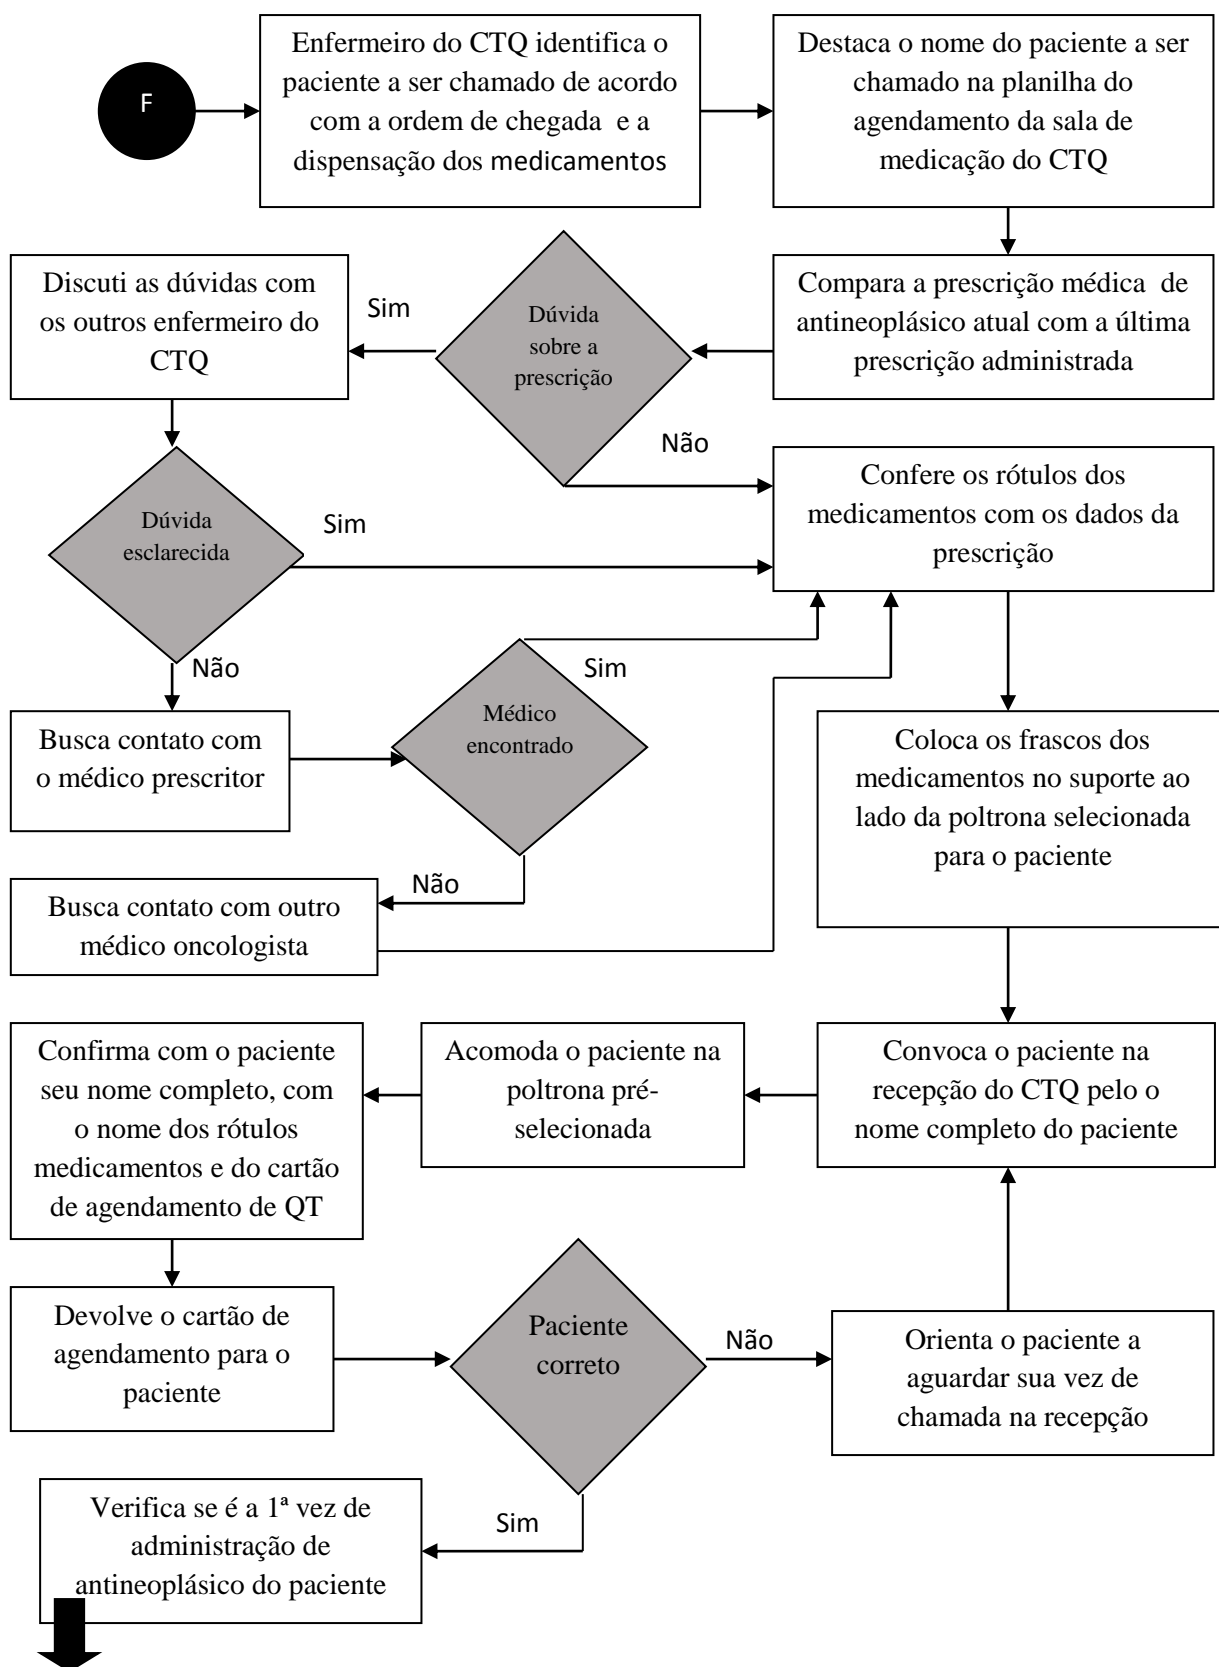 F
Enfermeiro do CTQ identifica o
paciente a ser chamado de acordo
com a ordem de chegada e a
dispensação dos medicamentos
Destaca o nome do paciente a ser
chamado na planilha do
agendamento da sala de
medicação do CTQ
Compara a prescrição médica de
antineoplásico atual com a última
prescrição administrada
Dúvida
sobre a
prescrição
Sim
Discuti as dúvidas com
os outros enfermeiro do
CTQ
Não
Confere os rótulos dos
medicamentos com os dados da
prescrição
Dúvida
esclarecida
Sim
Não
Busca contato com
o médico prescritor
Médico
encontrado
Sim
Não
Busca contato com outro
médico oncologista
Coloca os frascos dos
medicamentos no suporte ao
lado da poltrona selecionada
para o paciente
Convoca o paciente na
recepção do CTQ pelo o
nome completo do paciente
Acomoda o paciente na
poltrona pré-
selecionada
Confirma com o paciente
seu nome completo, com
o nome dos rótulos
medicamentos e do cartão
de agendamento de QT
Devolve o cartão de
agendamento para o
paciente
Paciente
correto
Não
Orienta o paciente a
aguardar sua vez de
chamada na recepção
Sim
Verifica se é a 1ª vez de
administração de
antineoplásico do paciente